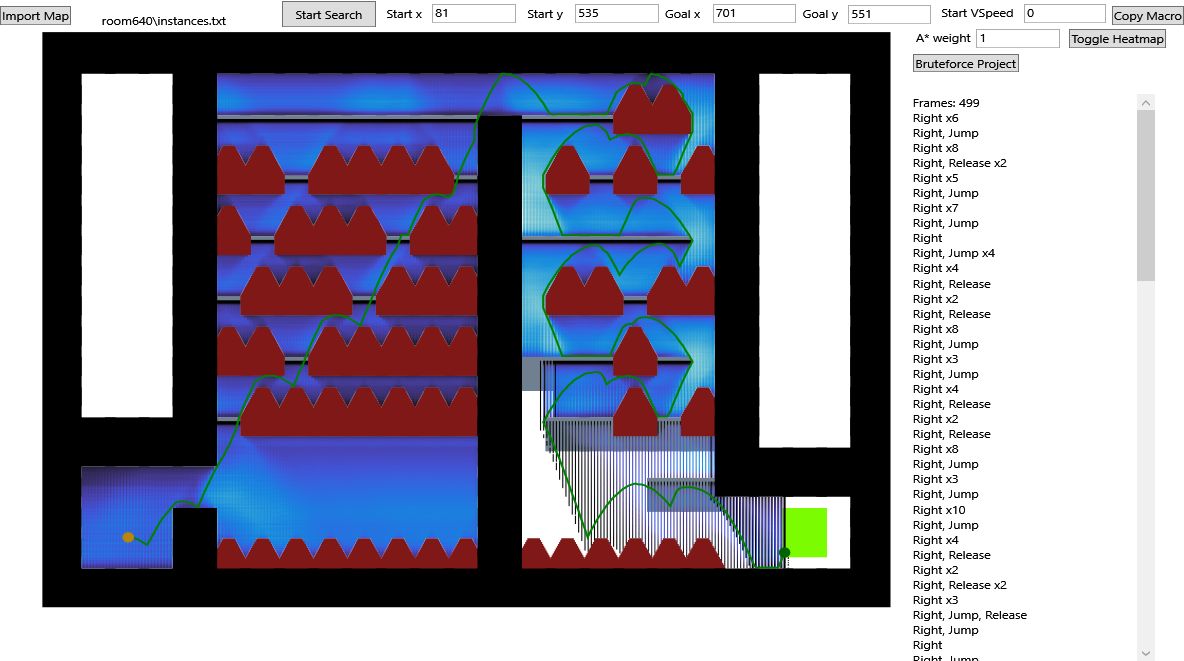 Import Map
room640\instances.txt
Start Search
Start x 81
Start y 535
Goal x 701
Goal y 551
Start VSpeed 0
Copy Macro
A* weight 1
Toggle Heatmap
Bruteforce Project
Frames: 499
Right x6
Right, Jump
Right x8
Right, Release x2
Right x5
Right, Jump
Right x7
Right, Jump
Right
Right, Jump x4
Right x4
Right, Release
Right x2
Right, Release
Right x8
Right, Jump
Right x3
Right, Jump
Right x4
Right, Release
Right x2
Right, Release
Right x8
Right, Jump
Right x3
Right, Jump
Right x10
Right, Jump
Right x4
Right, Release
Right x2
Right, Release x2
Right x3
Right, Jump, Release
Right, Jump
Right
Right, Jump